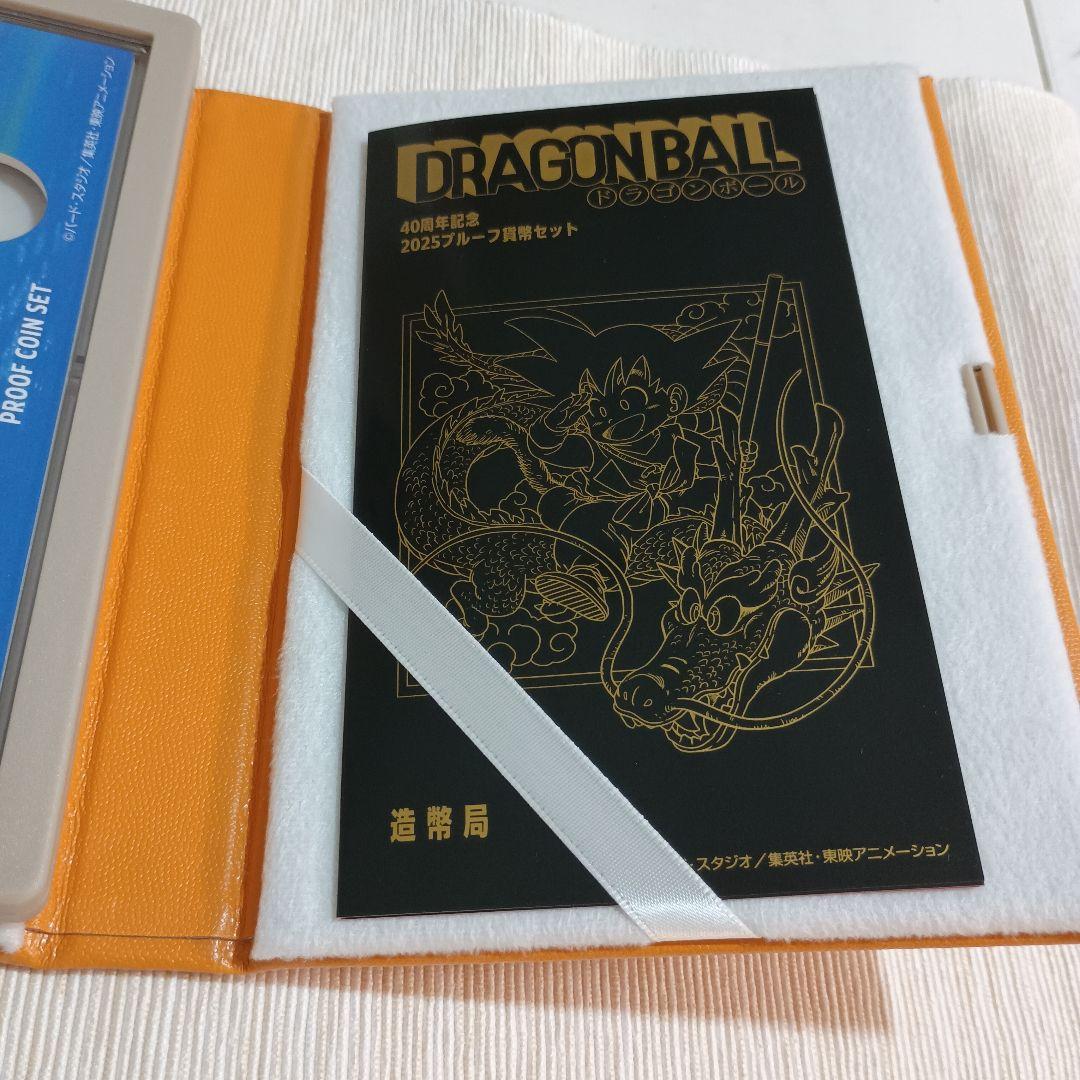 ©バード・スタジオ/集英社・東映アニメーション
PROOF COIN SET
DRAGON BALL
ドラゴンボール
40周年記念
2025プルーフ貨幣セット
造幣局
スタジオ/集英社・東映アニメーション